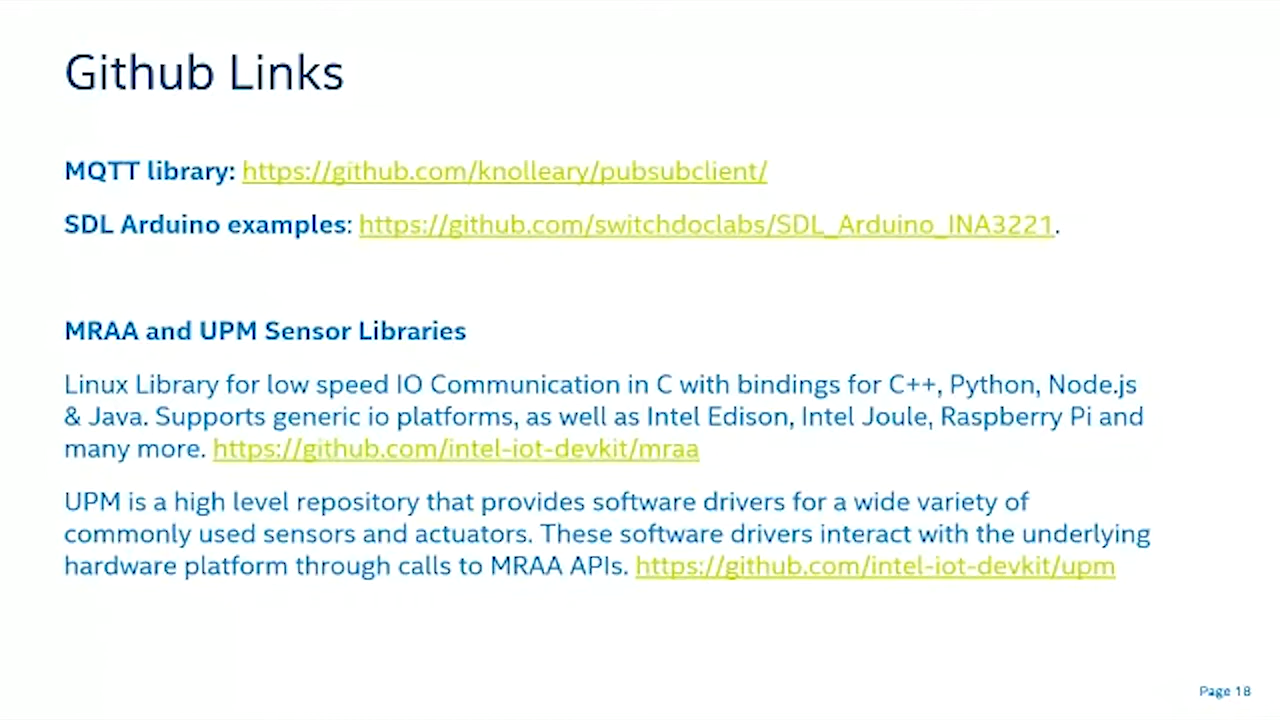 Github Links
MQTT library: https://github.com/knolleary/pubsubclient/
SDL Arduino examples: https://github.com/switchdoclabs/SDL_Arduino_INA3221.
MRAA and UPM Sensor Libraries
Linux Library for low speed IO Communication in C with bindings for C++, Python, Node.js
& Java. Supports generic io platforms, as well as Intel Edison, Intel Joule, Raspberry Pi and
many more. https://github.com/intel-iot-devkit/mraa
UPM is a high level repository that provides software drivers for a wide variety of
commonly used sensors and actuators. These software drivers interact with the underlying
hardware platform through calls to MRAA APIs. https://github.com/intel-iot-devkit/upm
Page 18